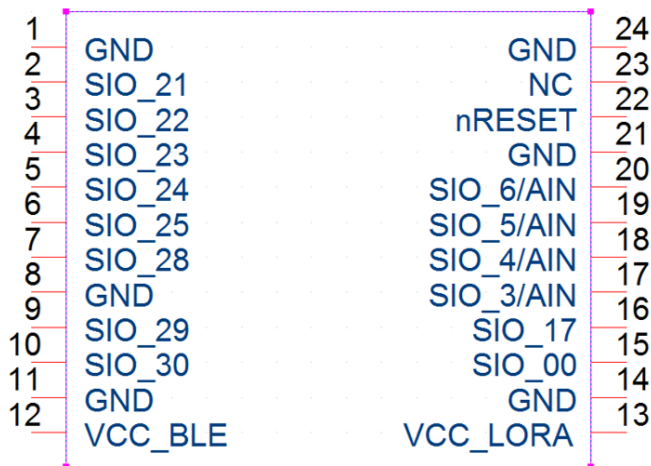 1 GND GND 24
2 SIO_21 NC 23
3 SIO_22 nRESET 22
4 SIO_23 GND 21
5 SIO_24 SIO_6/AIN 20
6 SIO_25 SIO_5/AIN 19
7 SIO_28 SIO_4/AIN 18
8 GND SIO_3/AIN 17
9 SIO_29 SIO_17 16
10 SIO_30 SIO_00 15
11 GND GND 14
12 VCC_BLE VCC_LORA 13